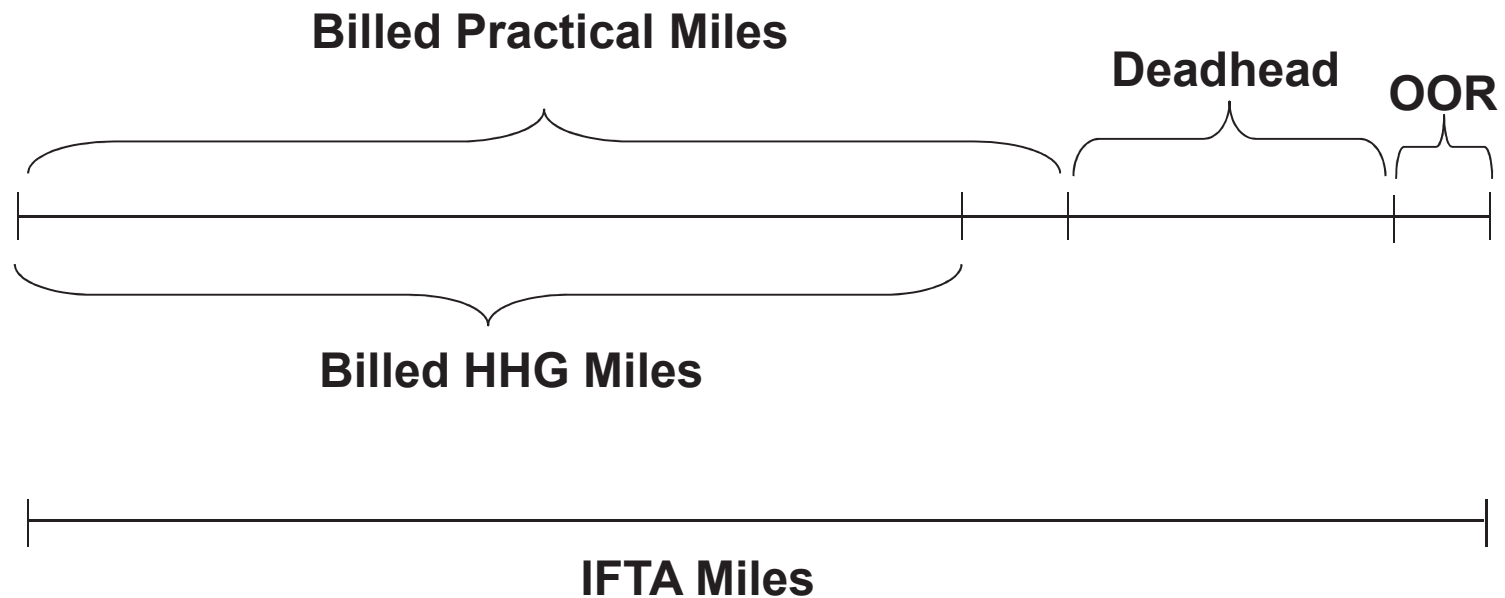 Billed Practical Miles
Deadhead
OOR
Billed HHG Miles
IFTA Miles